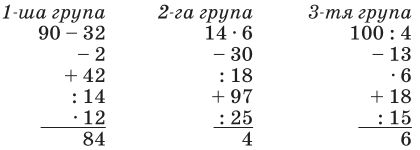 1-ша група 2-га група 3-тя група
90 – 32 14 · 6 100 : 4
– 2 – 30 – 13
+ 42 : 18 · 6
: 14 + 97 + 18
· 12 : 25 : 15
84 4 6